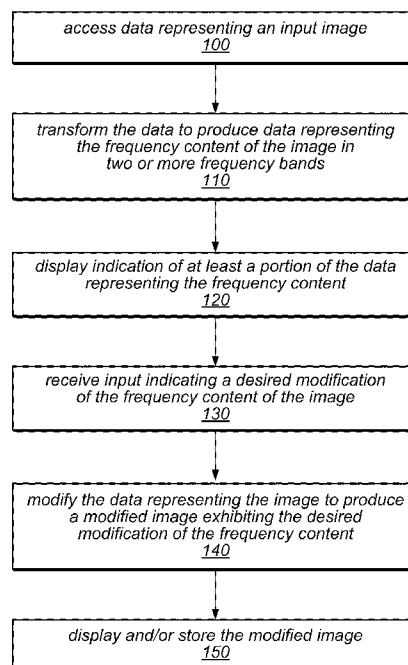 access data representing an input image
100
transform the data to produce data representing
the frequency content of the image in
two or more frequency bands
110
display indication of at least a portion of the data
representing the frequency content
120
receive input indicating a desired modification
of the frequency content of the image
130
modify the data representing the image to produce
a modified image exhibiting the desired
modification of the frequency content
140
display and/or store the modified image
150